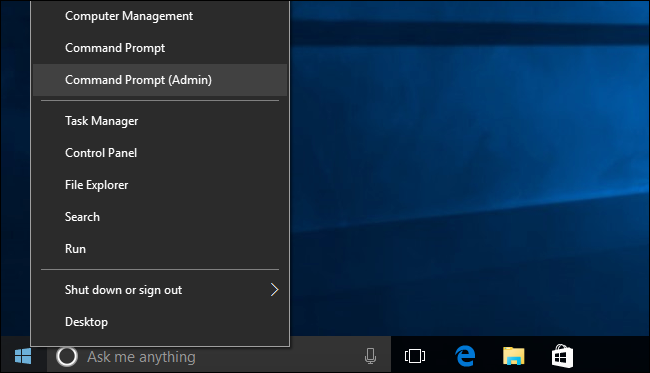 Computer Management
Command Prompt
Command Prompt (Admin)
Task Manager
Control Panel
File Explorer
Search
Run
Shut down or sign out
Desktop
Ask me anything